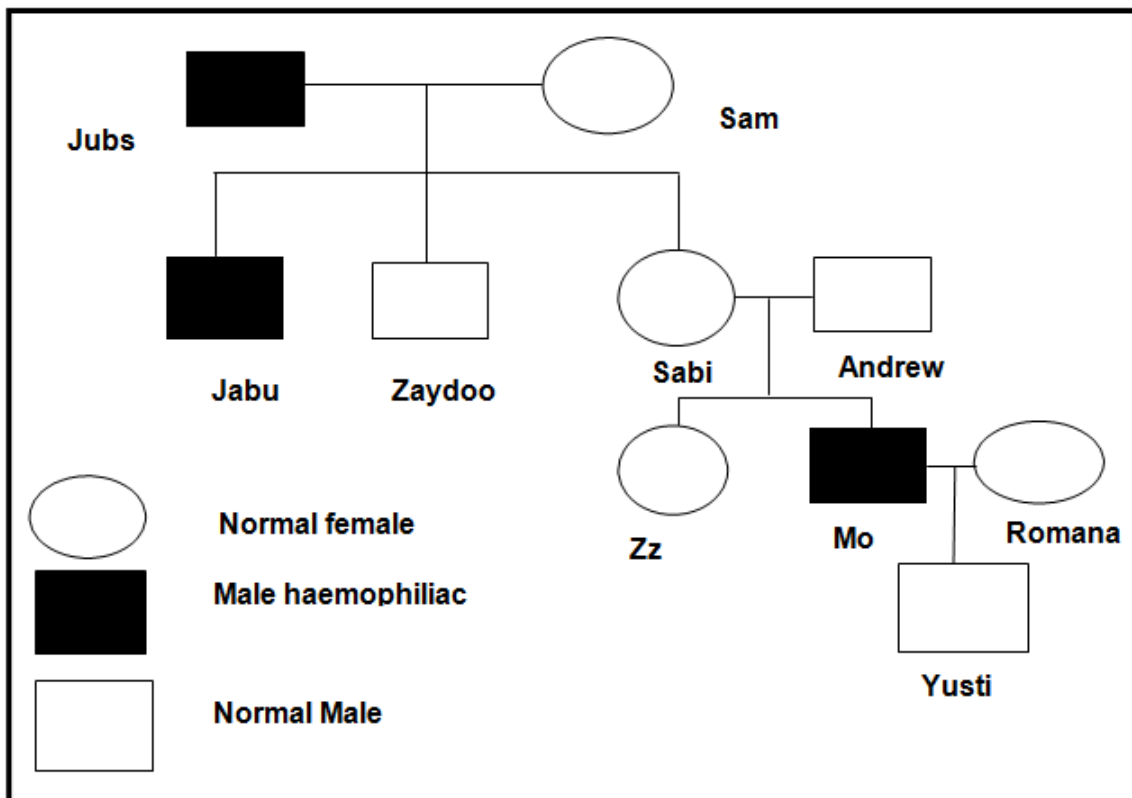 Jubs
Sam
Jabu
Zaydoo
Sabi
Andrew
Zz
Mo
Romana
Yusti
Normal female
Male haemophiliac
Normal Male